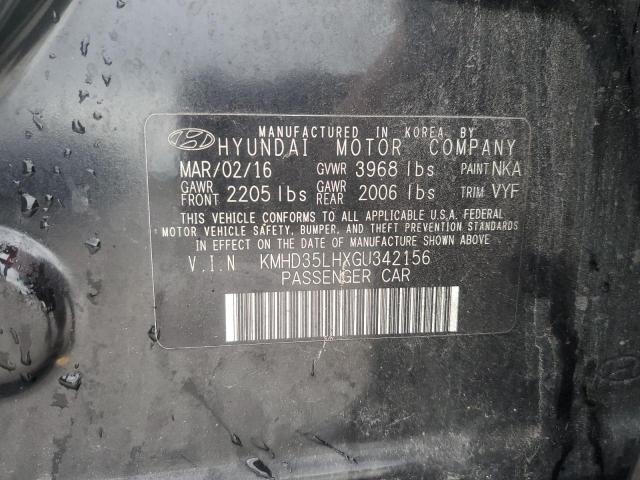 MANUFACTURED IN KOREA BY
HYUNDAI MOTOR COMPANY
MAR/02/16 GVWR 3968 lbs PAINT NKA
GAWR FRONT 2205 lbs GAWR REAR 2006 lbs TRIM VYF
THIS VEHICLE CONFORMS TO ALL APPLICABLE U.S.A. FEDERAL
MOTOR VEHICLE SAFETY, BUMPER, AND THEFT PREVENTION STANDARDS
IN EFFECT ON THE DATE OF MANUFACTURE SHOWN ABOVE
V.I.N KMHD35LHXGU342156
PASSENGER CAR